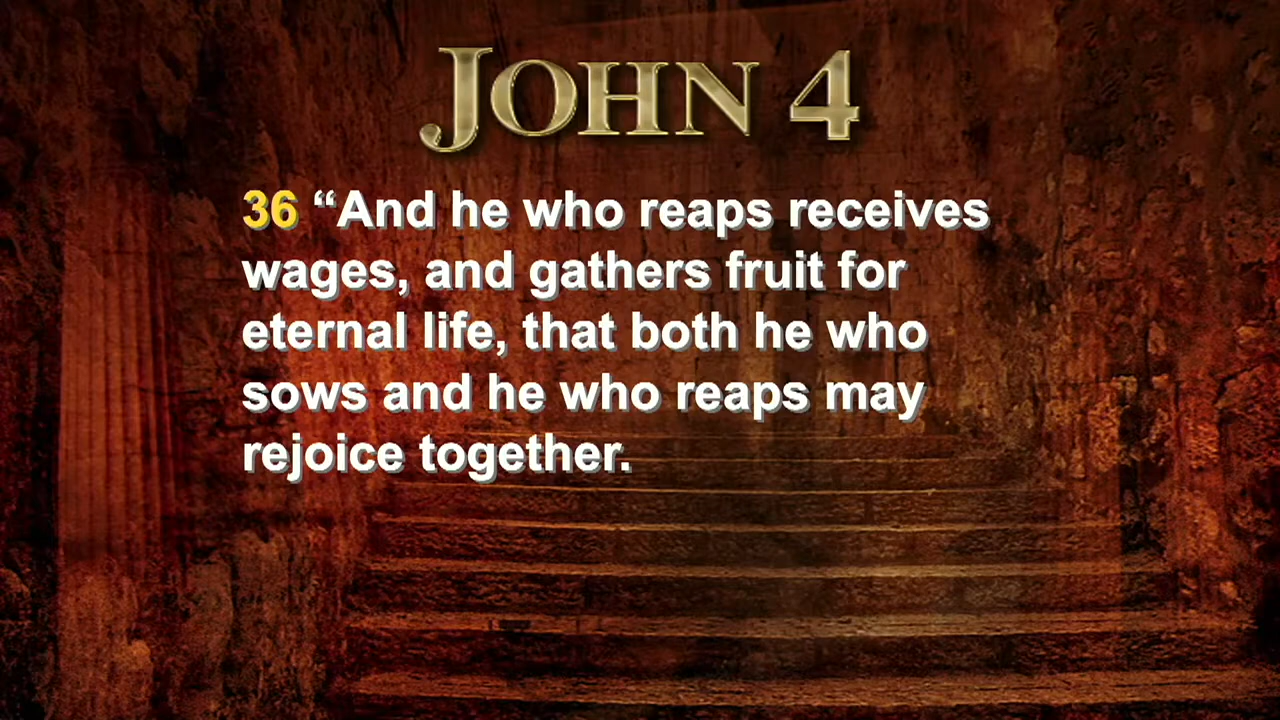 JOHN 4
36 “And he who reaps receives
wages, and gathers fruit for
eternal life, that both he who
sows and he who reaps may
rejoice together.